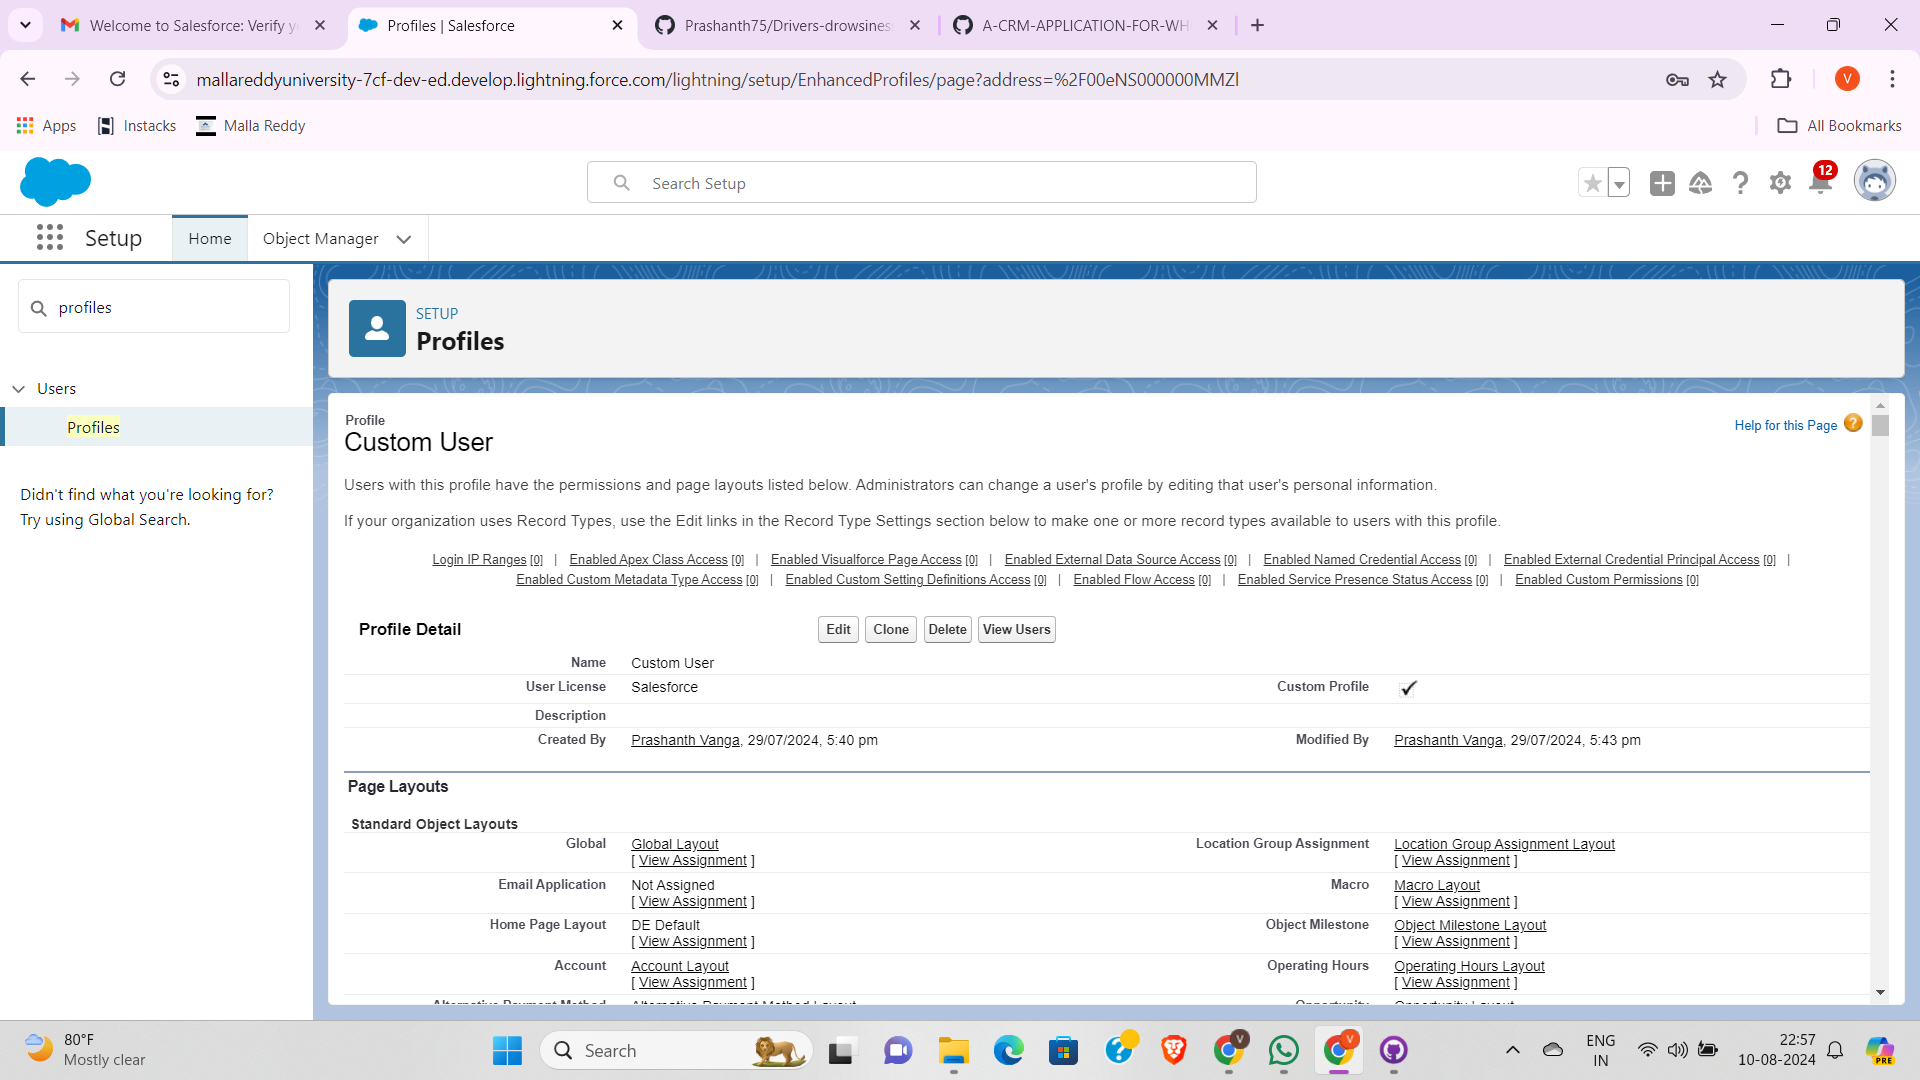 Welcome to Salesforce: Verify y
Profiles | Salesforce
Prashanth75/Drivers-drowsiness
A-CRM-APPLICATION-FOR-WH
mallareddyuniversity-7cf-dev-ed.develop.lightning.force.com/lightning/setup/EnhancedProfiles/page?address=%2F00eNS000000MMZl
V
Apps
Instacks
Malla Reddy
All Bookmarks
Search Setup
12
Setup
Home
Object Manager
profiles
Users
Profiles
Didn't find what you're looking for?
Try using Global Search.
SETUP
Profiles
Profile
Custom User
Help for this Page
Users with this profile have the permissions and page layouts listed below. Administrators can change a user's profile by editing that user's personal information.
If your organization uses Record Types, use the Edit links in the Record Type Settings section below to make one or more record types available to users with this profile.
Login IP Ranges [0] | Enabled Apex Class Access [0] | Enabled Visualforce Page Access [0] | Enabled External Data Source Access [0] | Enabled Named Credential Access [0] | Enabled External Credential Principal Access [0] |
Enabled Custom Metadata Type Access [0] | Enabled Custom Setting Definitions Access [0] | Enabled Flow Access [0] | Enabled Service Presence Status Access [0] | Enabled Custom Permissions [0]
Profile Detail
Edit Clone Delete View Users
Name Custom User
User License Salesforce Custom Profile
Description
Created By Prashanth Vanga, 29/07/2024, 5:40 pm Modified By Prashanth Vanga, 29/07/2024, 5:43 pm
Page Layouts
Standard Object Layouts
Global Global Layout Location Group Assignment Location Group Assignment Layout
[ View Assignment ] [ View Assignment ]
Email Application Not Assigned Macro Macro Layout
[ View Assignment ] [ View Assignment ]
Home Page Layout DE Default Object Milestone Object Milestone Layout
[ View Assignment ] [ View Assignment ]
Account Account Layout Operating Hours Operating Hours Layout
[ View Assignment ] [ View Assignment ]
Alternative Payment Method Alternative Payment Method Layout Opportunity Opportunity Layout
80°F
Mostly clear
Search
V
V
ENG
IN
22:57
10-08-2024
PRE